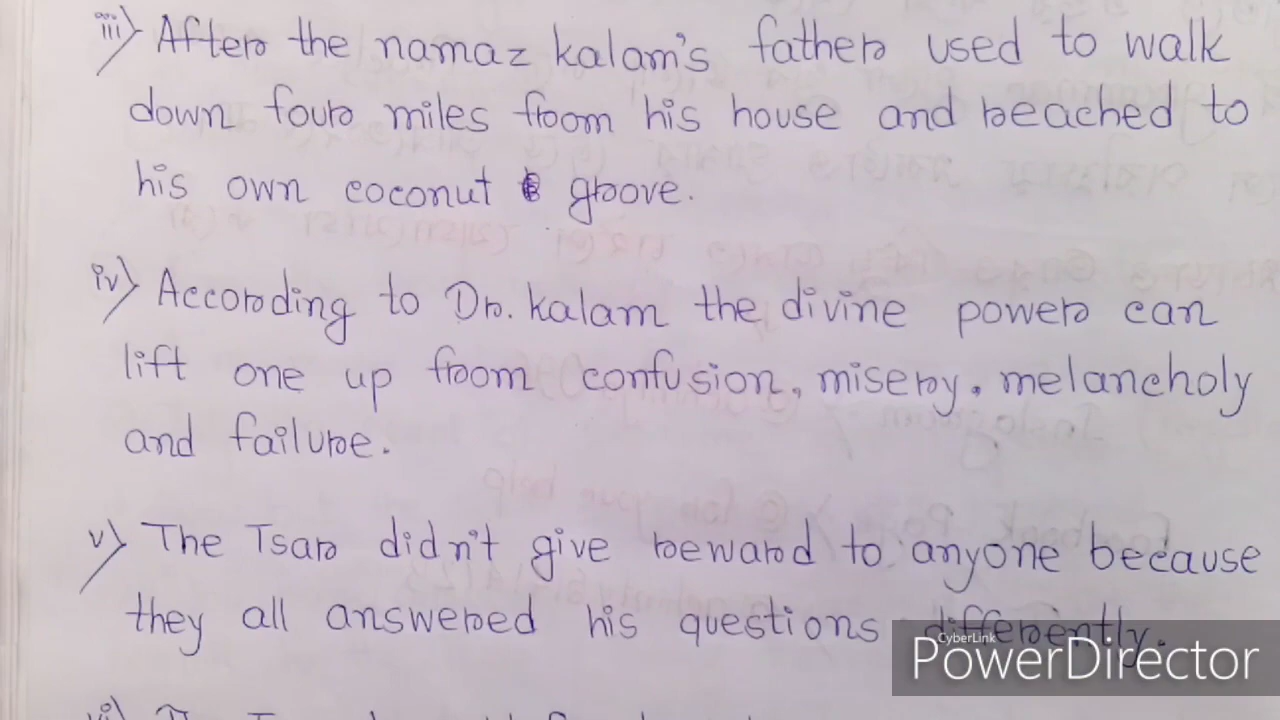 iii) After the namaz kalam's father used to walk
down four miles from his house and reached to
his own coconut groove.
iv) According to Dr. kalam the divine power can
lift one up from confusion, misery, melancholy
and failure.
v) The Tsar didn't give reward to anyone because
they all answered his questions differently.
CyberLink
PowerDirector